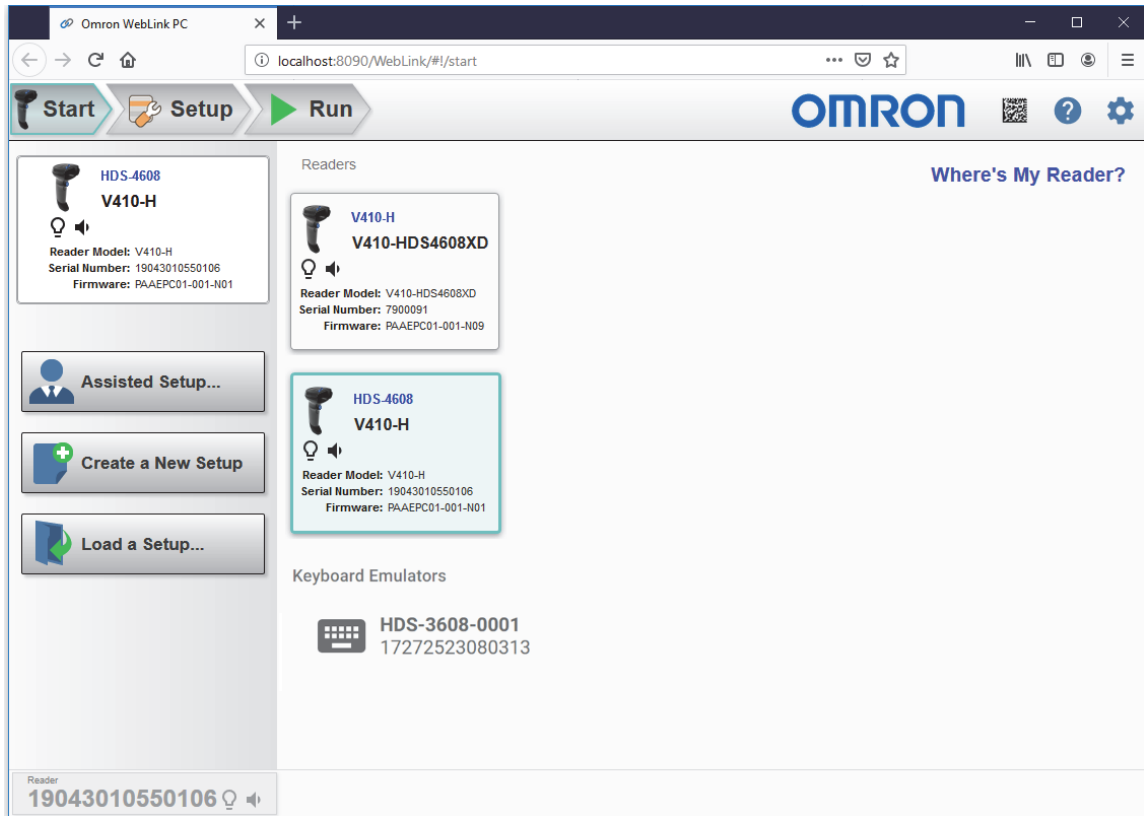 Omron WebLink PC
localhost:8090/WebLink/#!/start
Start
Setup
Run
OMRON
HDS-4608
V410-H
Reader Model: V410-H
Serial Number: 19043010550106
Firmware: PAAEPC01-001-N01
Assisted Setup...
Create a New Setup
Load a Setup...
Readers
Where's My Reader?
V410-H
V410-HDS4608XD
Reader Model: V410-HDS4608XD
Serial Number: 7900091
Firmware: PAAEPC01-001-N09
HDS-4608
V410-H
Reader Model: V410-H
Serial Number: 19043010550106
Firmware: PAAEPC01-001-N01
Keyboard Emulators
HDS-3608-0001
17272523080313
Reader
19043010550106